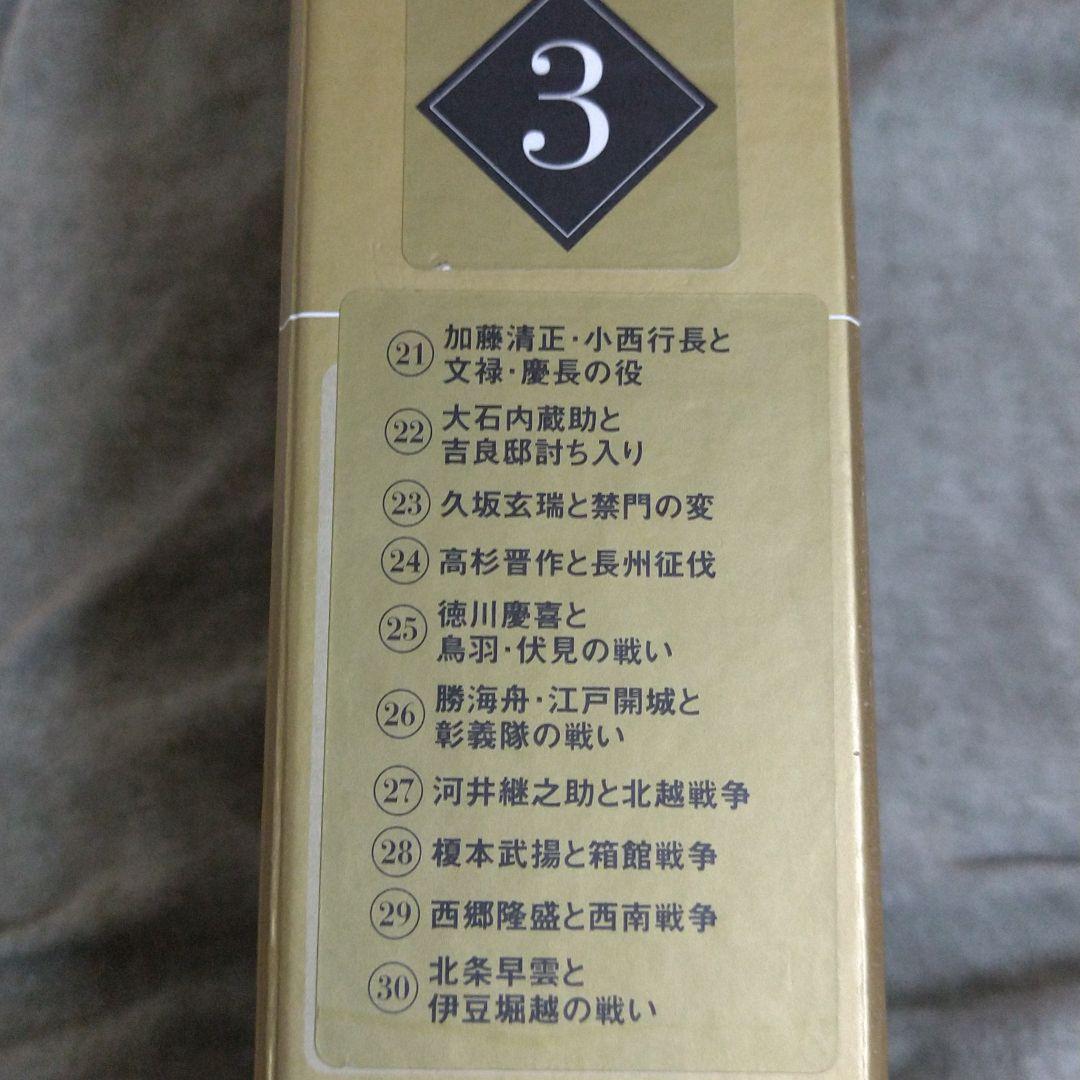 3
㉑ 加藤清正・小西行長と
文禄・慶長の役
㉒ 大石内蔵助と
吉良邸討ち入り
㉓ 久坂玄瑞と禁門の変
㉔ 高杉晋作と長州征伐
㉕ 徳川慶喜と
鳥羽・伏見の戦い
㉖ 勝海舟・江戸開城と
彰義隊の戦い
㉗ 河井継之助と北越戦争
㉘ 榎本武揚と箱館戦争
㉙ 西郷隆盛と西南戦争
㉚ 北条早雲と
伊豆堀越の戦い